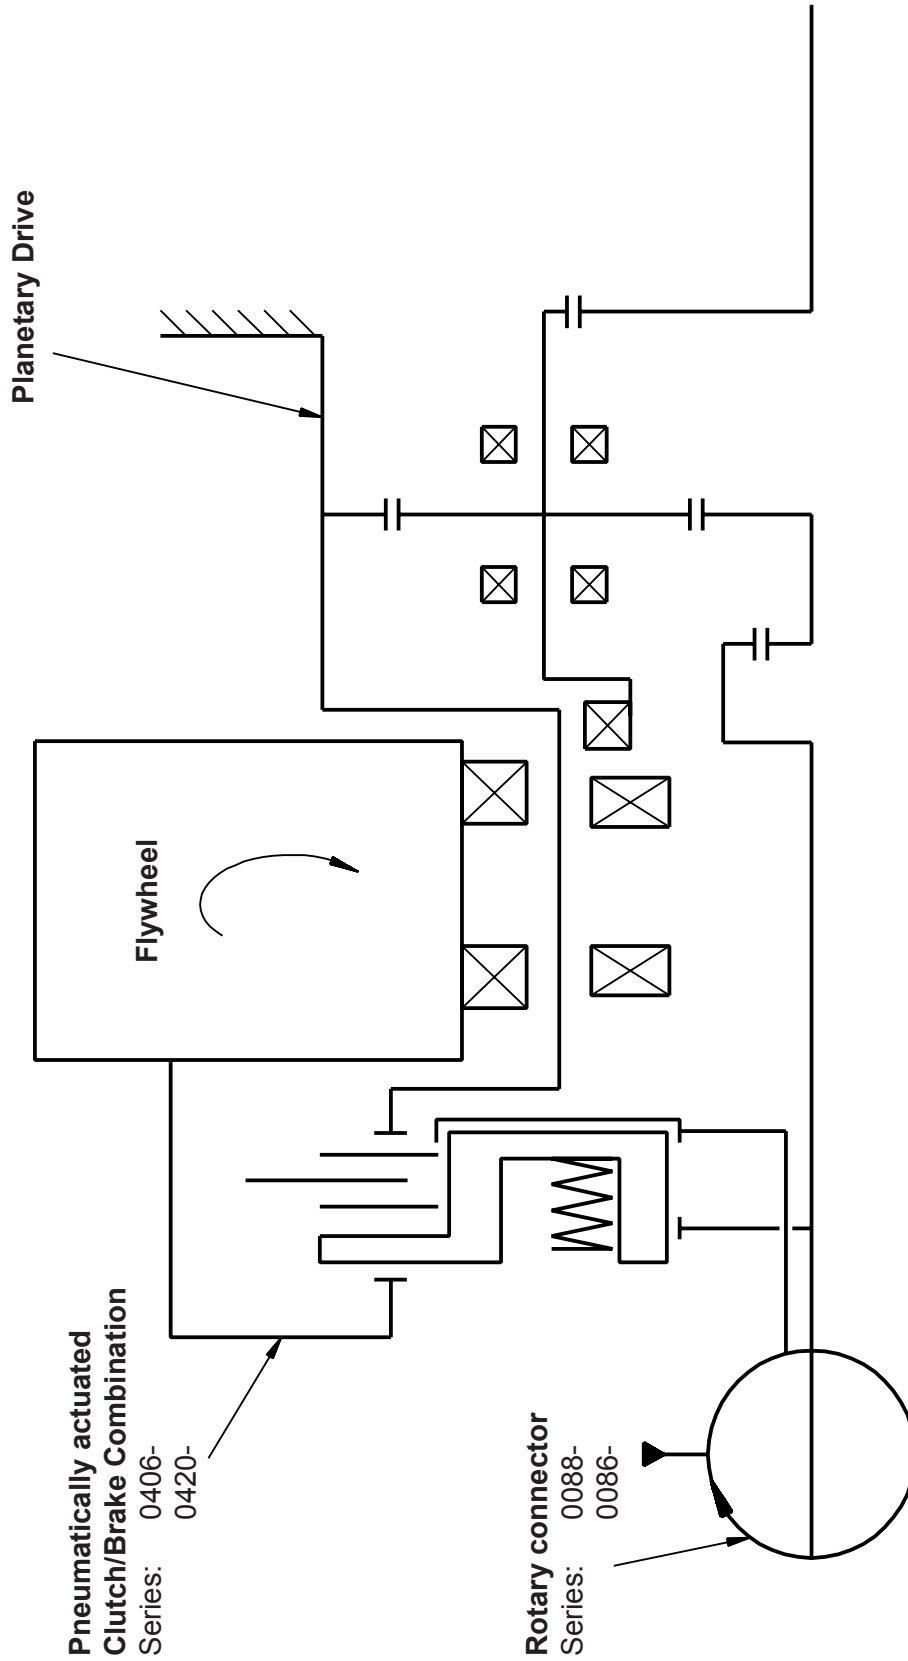 Pneumatically actuated
Clutch/Brake Combination
Series: 0406-
0420-
Rotary connector
Series: 0088-
0086-
Flywheel
Planetary Drive